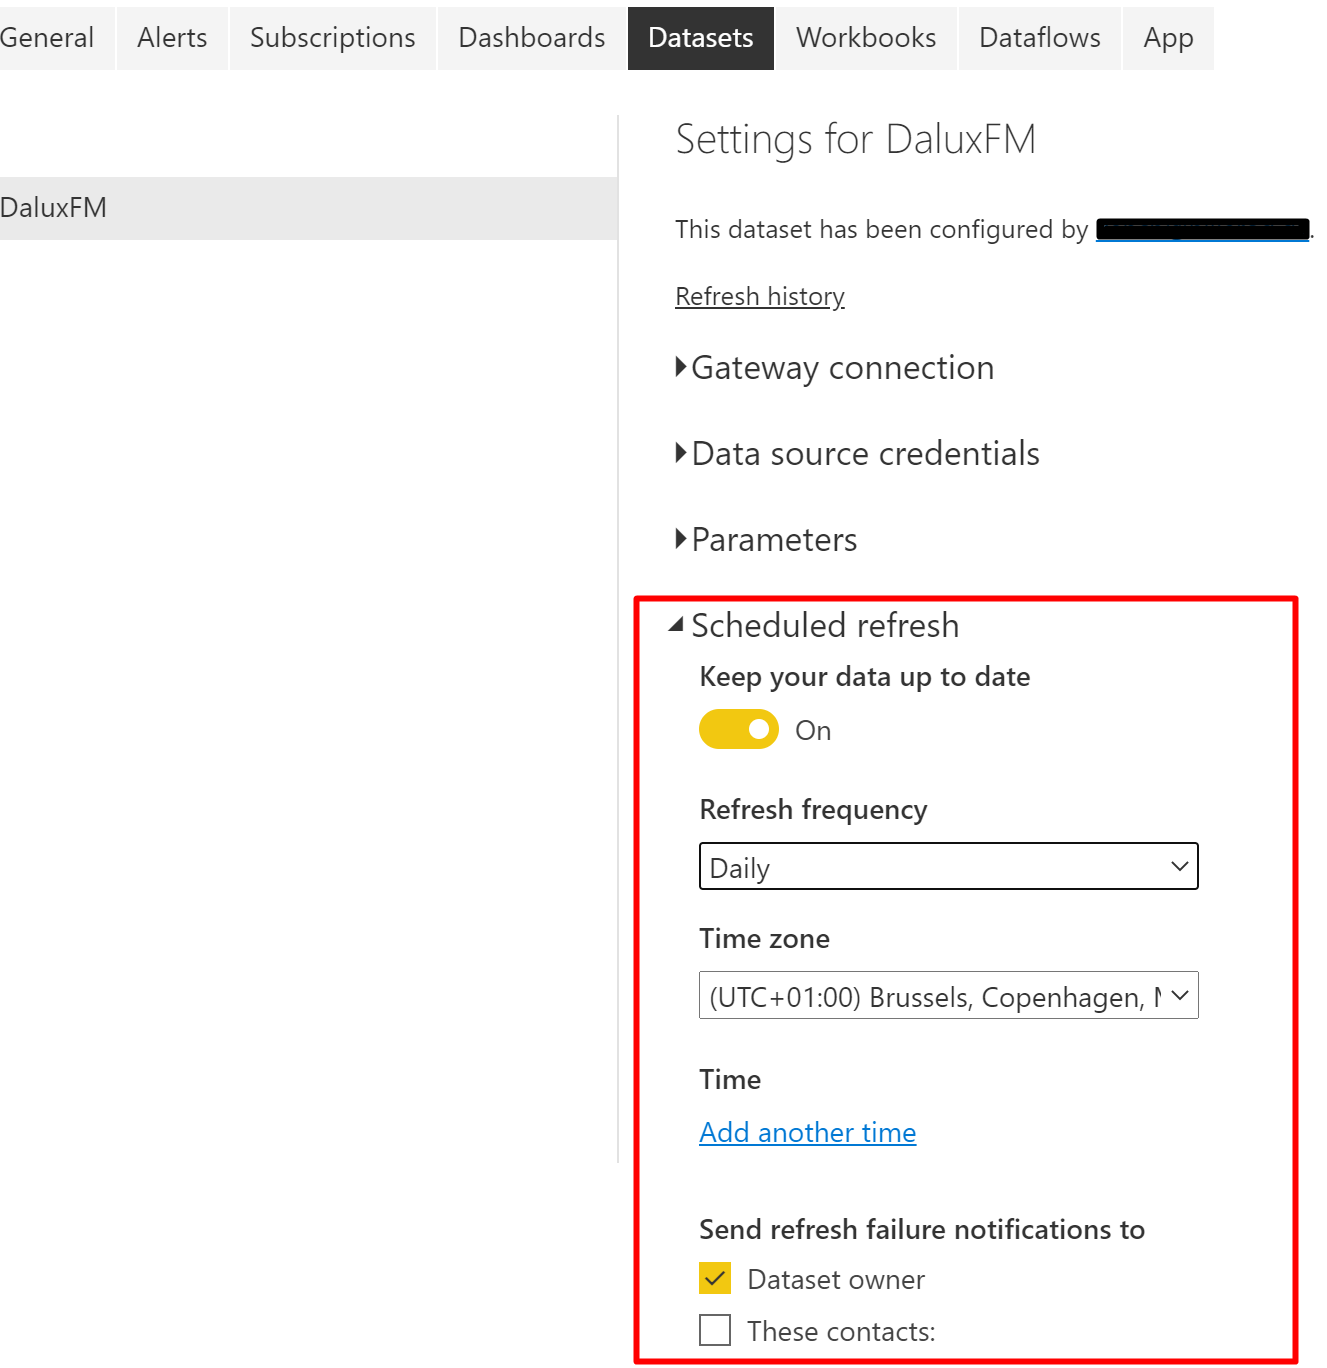 General Alerts Subscriptions Dashboards Datasets Workbooks Dataflows App
Settings for DaluxFM
DaluxFM
This dataset has been configured by .
Refresh history
Gateway connection
Data source credentials
Parameters
Scheduled refresh
Keep your data up to date
On
Refresh frequency
Daily
Time zone
(UTC+01:00) Brussels, Copenhagen,
Time
Add another time
Send refresh failure notifications to
Dataset owner
These contacts: